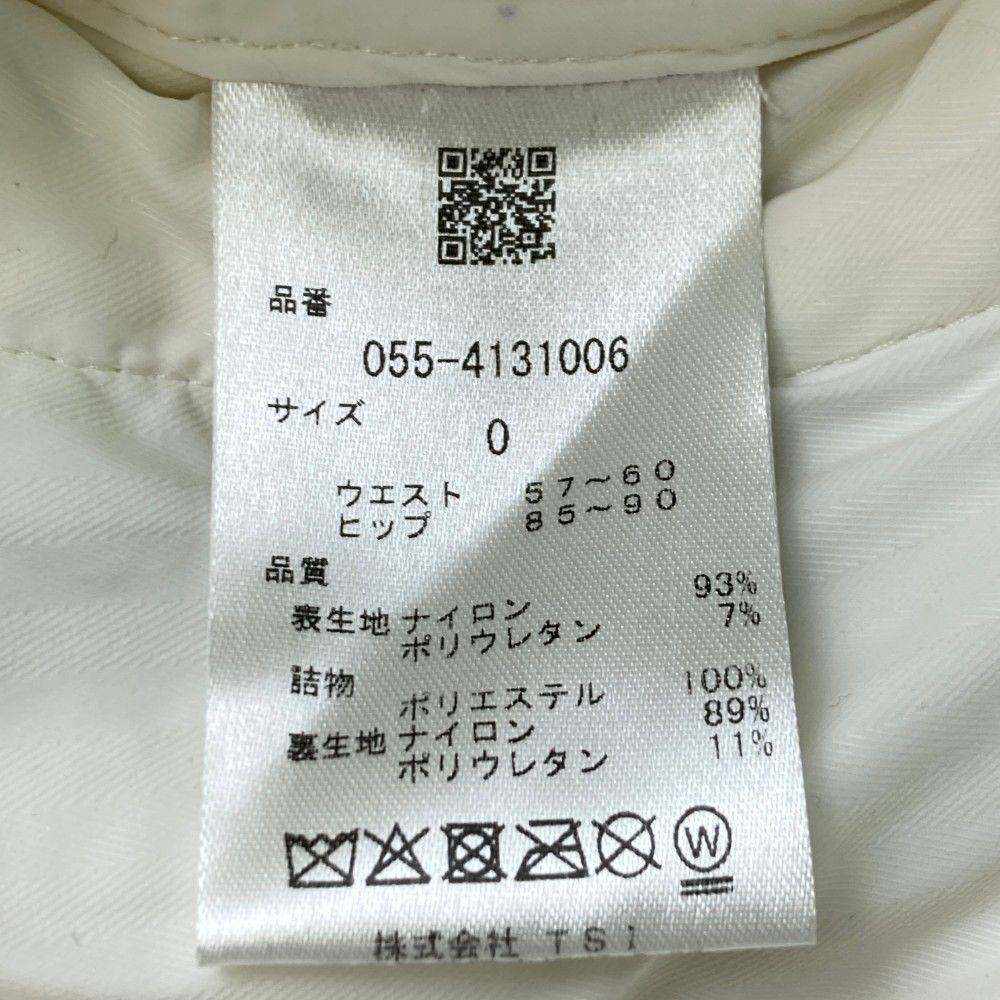 品番
055-4131006
サイズ
0
ウエスト 57～60
ヒップ 85～90
品質
表生地 ナイロン 93%
ポリウレタン 7%
詰物
ポリエステル 100%
裏生地 ナイロン 89%
ポリウレタン 11%
W
株式会社 TSI